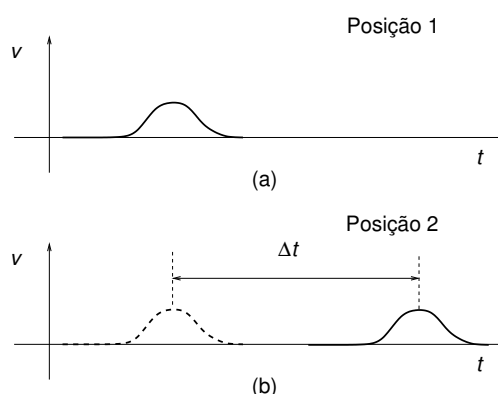 Posição 1
v
t
(a)
Posição 2
Δt
v
t
(b)